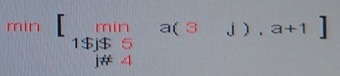 min [ min a( 3 j ) , a+1 ]
1$j$ 5
j# 4